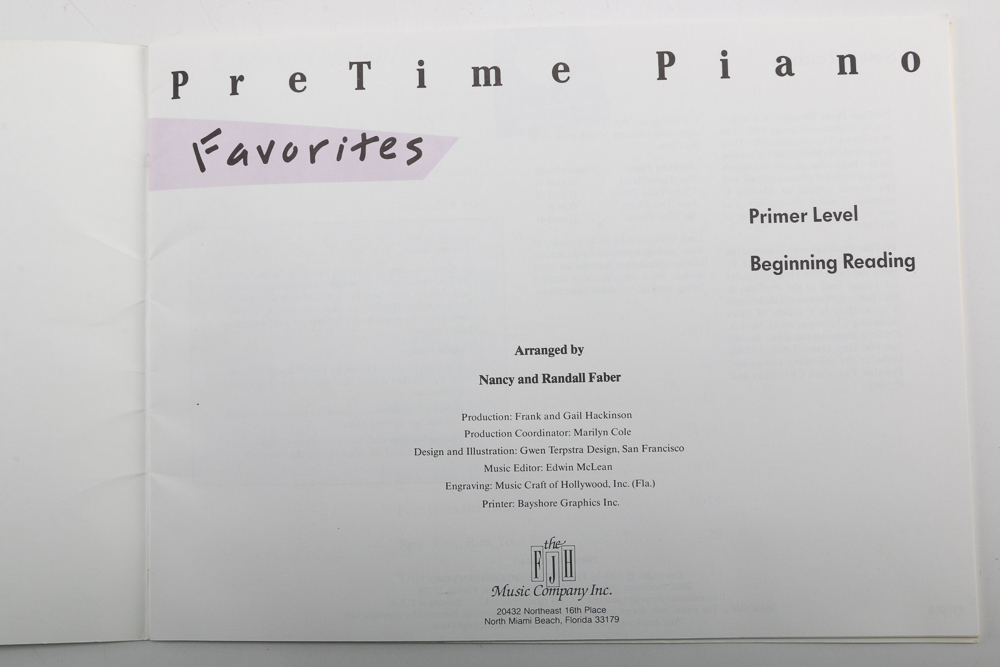 PreTime Piano
Favorites
Primer Level
Beginning Reading
Arranged by
Nancy and Randall Faber
Production: Frank and Gail Hackinson
Production Coordinator: Marilyn Cole
Design and Illustration: Gwen Terpstra Design, San Francisco
Music Editor: Edwin McLean
Engraving: Music Craft of Hollywood, Inc. (Fla.)
Printer: Bayshore Graphics Inc.
the
FJH
Music Company Inc.
20432 Northeast 16th Place
North Miami Beach, Florida 33179